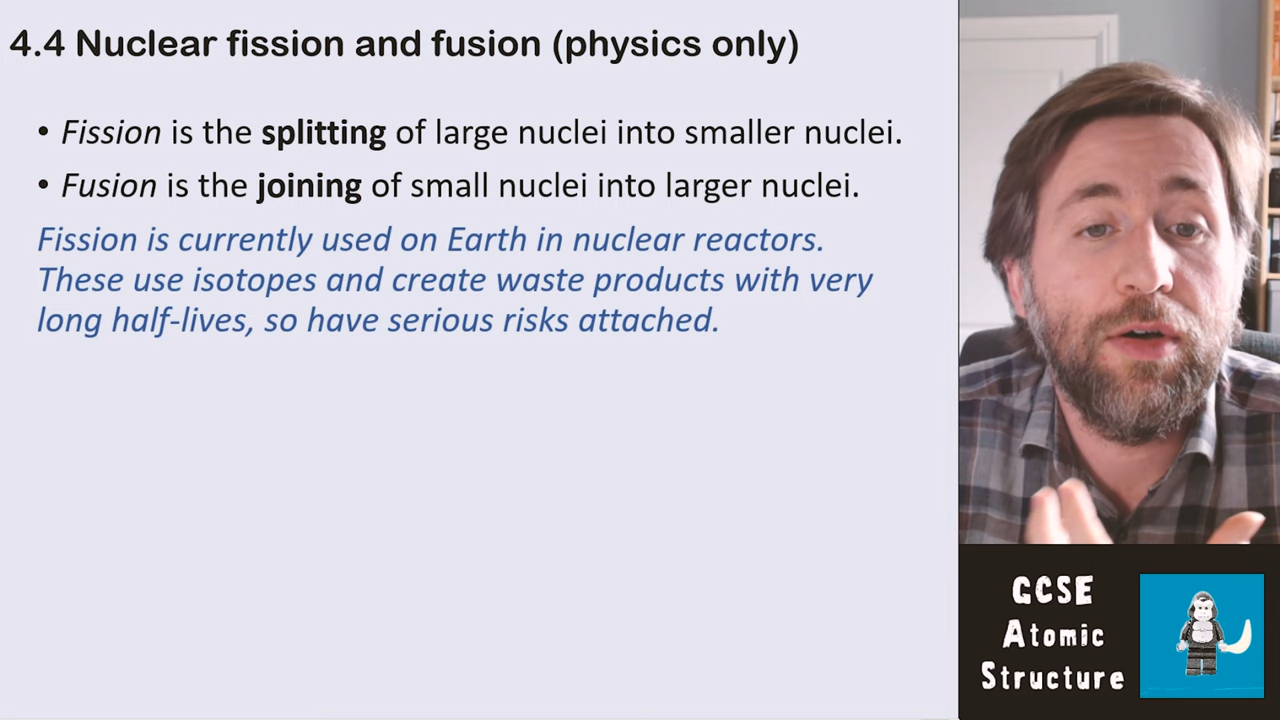 4.4 Nuclear fission and fusion (physics only)
• Fission is the splitting of large nuclei into smaller nuclei.
• Fusion is the joining of small nuclei into larger nuclei.
Fission is currently used on Earth in nuclear reactors.
These use isotopes and create waste products with very
long half-lives, so have serious risks attached.
GCSE
Atomic
Structure